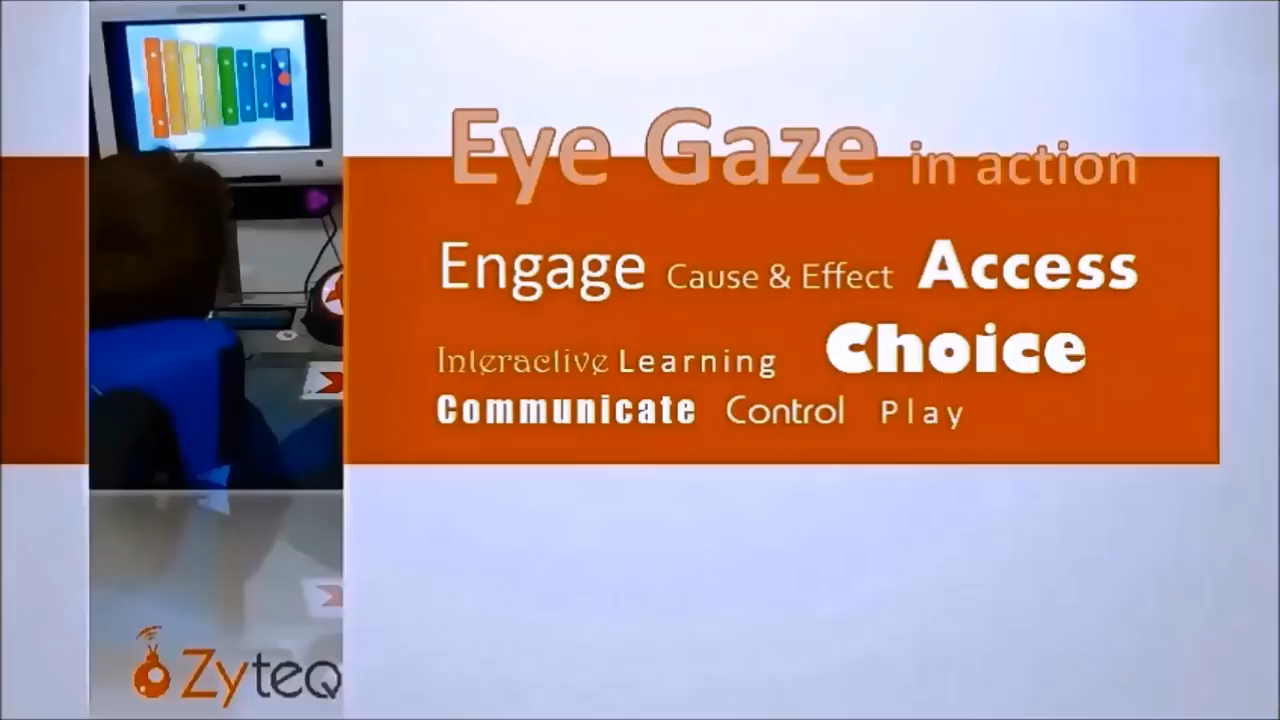 Eye Gaze in action
Engage Cause & Effect Access
Interactive Learning Choice
Communicate Control Play
Zyteq